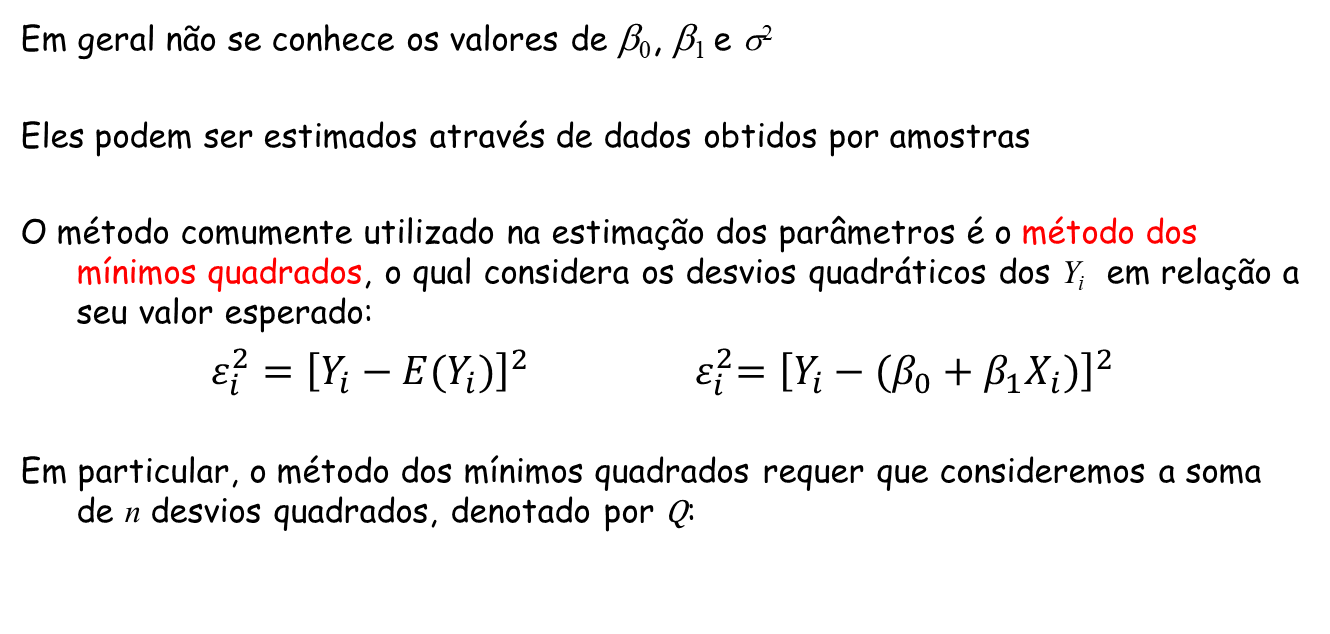 Em geral não se conhece os valores de β₀, β₁ e σ²
Eles podem ser estimados através de dados obtidos por amostras
O método comumente utilizado na estimação dos parâmetros é o método dos
mínimos quadrados, o qual considera os desvios quadráticos dos Yᵢ em relação a
seu valor esperado:
εᵢ² = [Yᵢ − E(Yᵢ)]² εᵢ² = [Yᵢ − (β₀ + β₁Xᵢ)]²
Em particular, o método dos mínimos quadrados requer que consideremos a soma
de n desvios quadrados, denotado por Q: